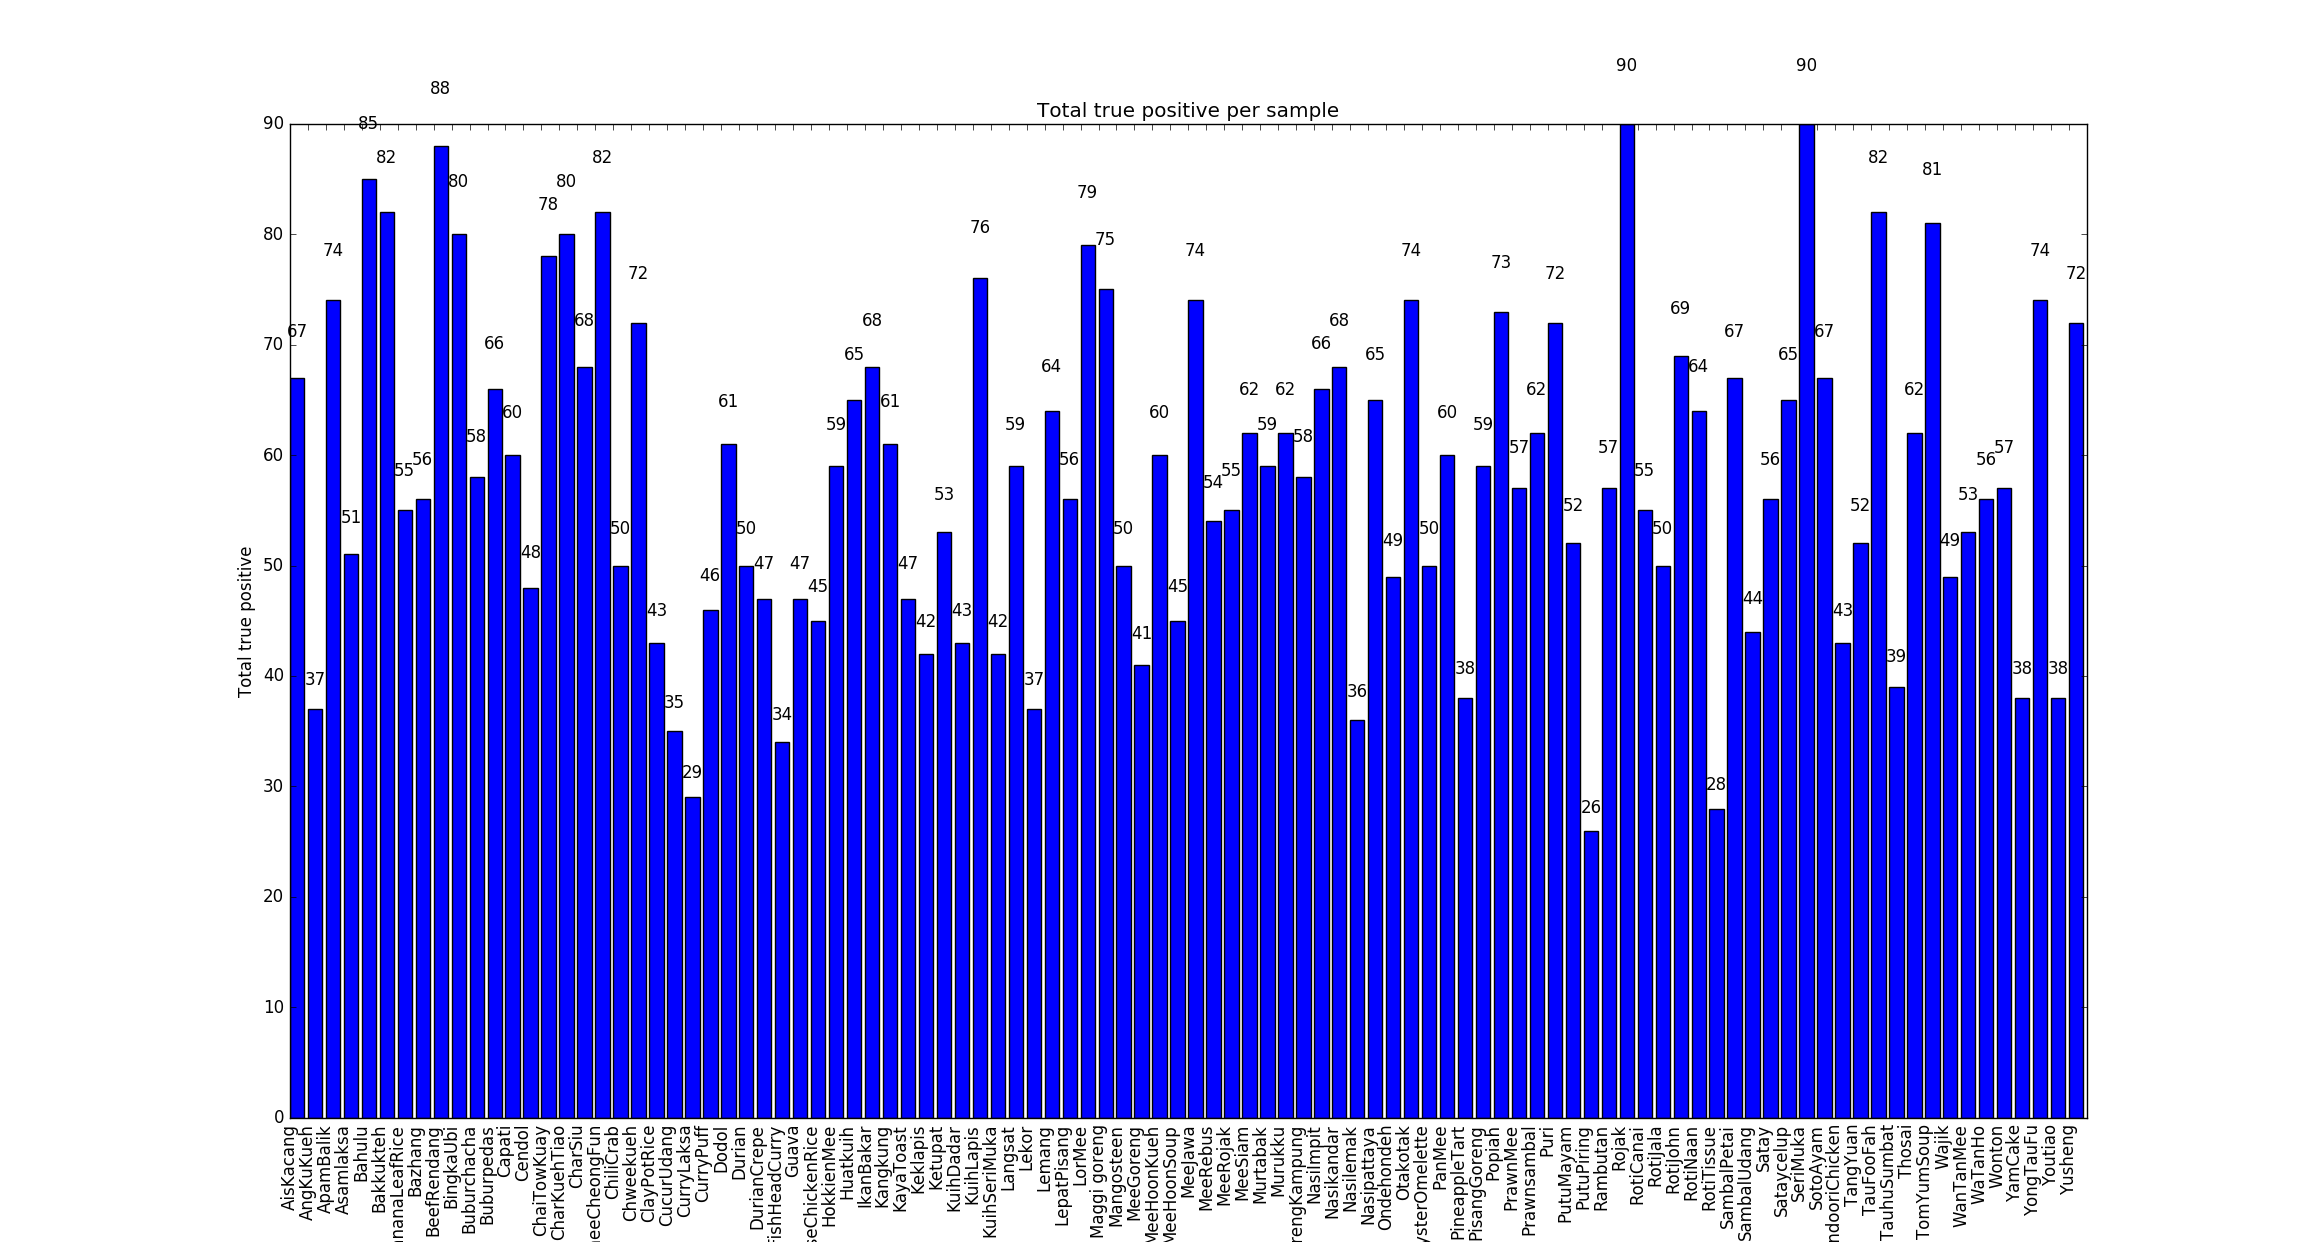 Total true positive per sample
Total true positive
90
80
70
60
50
40
30
20
10
0
67
37
74
51
85
82
55
56
88
80
58
66
60
48
78
80
68
82
50
72
43
35
29
46
61
50
47
34
47
45
59
65
68
61
47
42
53
43
76
42
59
37
64
56
79
75
50
41
60
45
74
54
55
62
59
62
58
66
68
36
65
49
74
50
60
38
59
73
57
62
72
52
26
57
90
55
50
69
64
28
67
44
56
65
90
67
43
52
82
39
62
81
49
53
56
57
38
74
38
72
AisKacang
AngKuKueh
ApamBalik
Asamlaksa
Bahulu
Bakkukteh
nanaLeafRice
Bazhang
BeefRendang
BingkaUbi
Buburchacha
Buburpedas
Capati
Cendol
ChaiTowKuay
CharKuehTiao
CharSiu
eeCheongFun
ChiliCrab
Chweekueh
ClayPotRice
CucurUdang
CurryLaksa
CurryPuff
Dodol
Durian
DurianCrepe
FishHeadCurry
Guava
seChickenRice
HokkienMee
Huatkuih
IkanBakar
Kangkung
KayaToast
Keklapis
Ketupat
KuihDadar
KuihLapis
KuihSeriMuka
Langsat
Lekor
Lemang
LepatPisang
LorMee
Maggi goreng
Mangosteen
MeeGoreng
MeeHoonKueh
MeeHoonSoup
MeeJawa
MeeRebus
MeeRojak
MeeSiam
Murtabak
Murukku
rengKampung
NasiImpit
Nasikandar
Nasilemak
Nasipattaya
Ondehondeh
Otakotak
ysterOmelette
PanMee
PineappleTart
PisangGoreng
Popiah
PrawnMee
Prawnsambal
Puri
PutuMayam
PutuPiring
Rambutan
Rojak
RotiCanai
RotiJala
RotiJohn
RotiNaan
RotiTissue
SambalPetai
SambalUdang
Satay
Sataycelup
SeriMuka
SotoAyam
ndooriChicken
TangYuan
TauFooFah
TauhuSumbat
Thosai
TomYumSoup
Wajik
WanTanMee
WaTanHo
Wonton
YamCake
YongTauFu
Youtiao
Yusheng